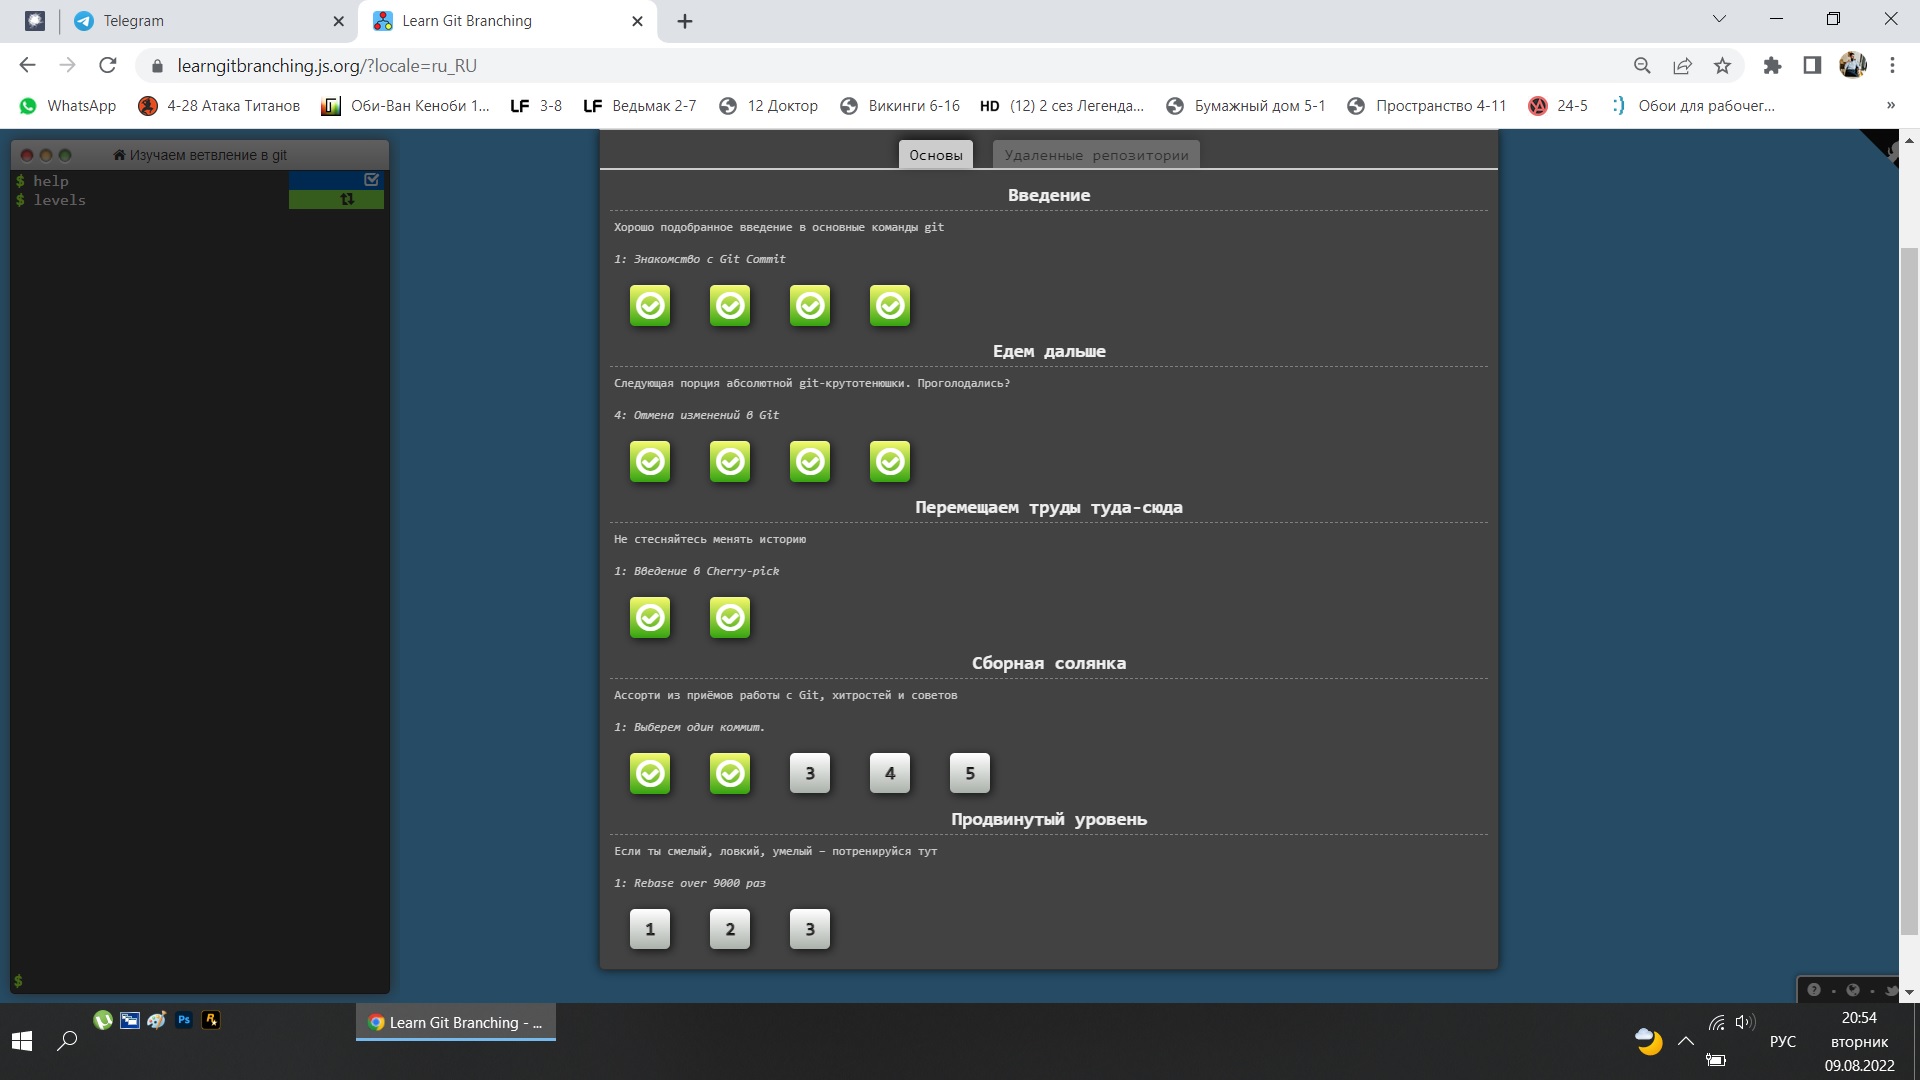 Telegram
Learn Git Branching
learngitbranching.js.org/?locale=ru_RU
WhatsApp
4-28 Атака Титанов
Оби-Ван Кеноби 1...
LF 3-8
LF Ведьмак 2-7
12 Доктор
Викинги 6-16
HD (12) 2 сез Легенда...
Бумажный дом 5-1
Пространство 4-11
24-5
:) Обои для рабочег...
»
Изучаем ветвление в git
$ help
$ levels
$
Основы
Удаленные репозитории
Введение
Хорошо подобранное введение в основные команды git
1: Знакомство с Git Commit
Едем дальше
Следующая порция абсолютной git-крутотенюшки. Проголодались?
4: Отмена изменений в Git
Перемещаем труды туда-сюда
Не стесняйтесь менять историю
1: Введение в Cherry-pick
Сборная солянка
Ассорти из приёмов работы с Git, хитростей и советов
1: Выберем один коммит.
3 4 5
Продвинутый уровень
Если ты смелый, ловкий, умелый – потренируйся тут
1: Rebase over 9000 раз
1 2 3
Ps
Learn Git Branching - ...
РУС
20:54
вторник
09.08.2022